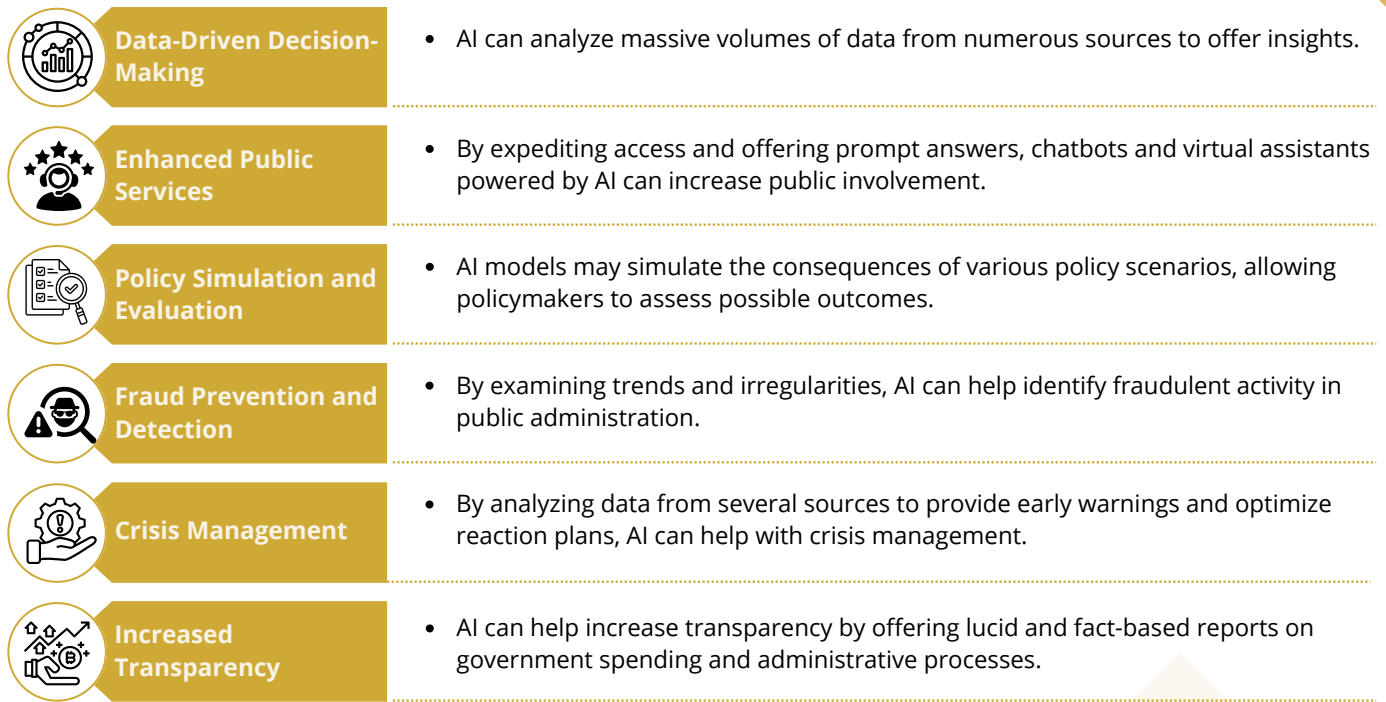 Data-Driven Decision-
Making
• AI can analyze massive volumes of data from numerous sources to offer insights.
Enhanced Public
Services
• By expediting access and offering prompt answers, chatbots and virtual assistants
powered by AI can increase public involvement.
Policy Simulation and
Evaluation
• AI models may simulate the consequences of various policy scenarios, allowing
policymakers to assess possible outcomes.
Fraud Prevention and
Detection
• By examining trends and irregularities, AI can help identify fraudulent activity in
public administration.
Crisis Management
• By analyzing data from several sources to provide early warnings and optimize
reaction plans, AI can help with crisis management.
Increased
Transparency
• AI can help increase transparency by offering lucid and fact-based reports on
government spending and administrative processes.